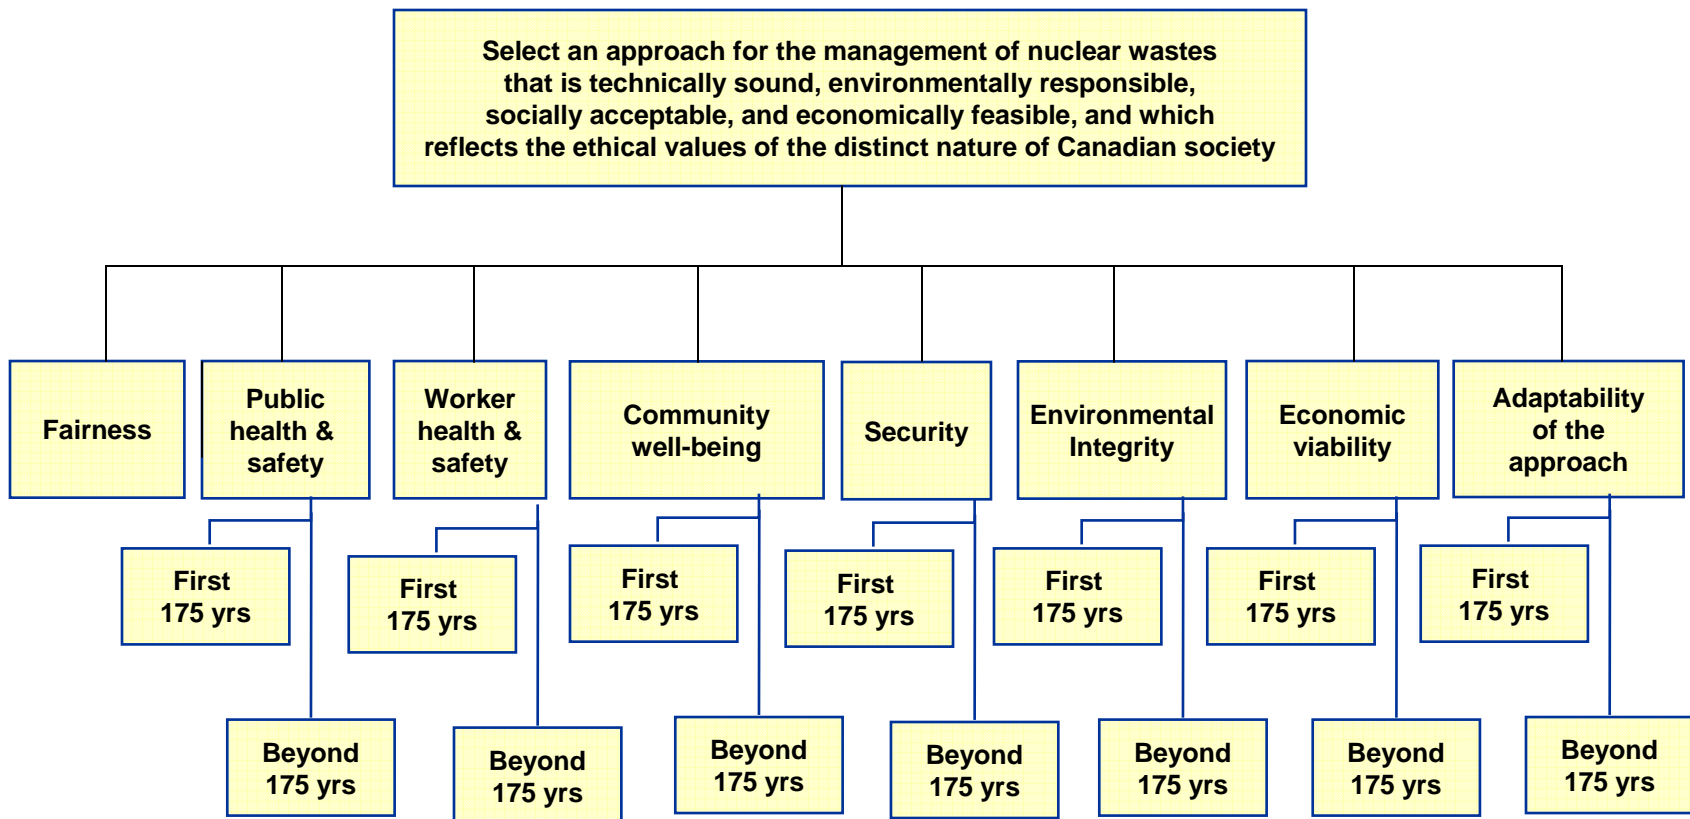 Select an approach for the management of nuclear wastes
that is technically sound, environmentally responsible,
socially acceptable, and economically feasible, and which
reflects the ethical values of the distinct nature of Canadian society
Fairness
Public
health &
safety
Worker
health &
safety
Community
well-being
Security
Environmental
Integrity
Economic
viability
Adaptability
of the
approach
First
175 yrs
First
175 yrs
First
175 yrs
First
175 yrs
First
175 yrs
First
175 yrs
First
175 yrs
Beyond
175 yrs
Beyond
175 yrs
Beyond
175 yrs
Beyond
175 yrs
Beyond
175 yrs
Beyond
175 yrs
Beyond
175 yrs